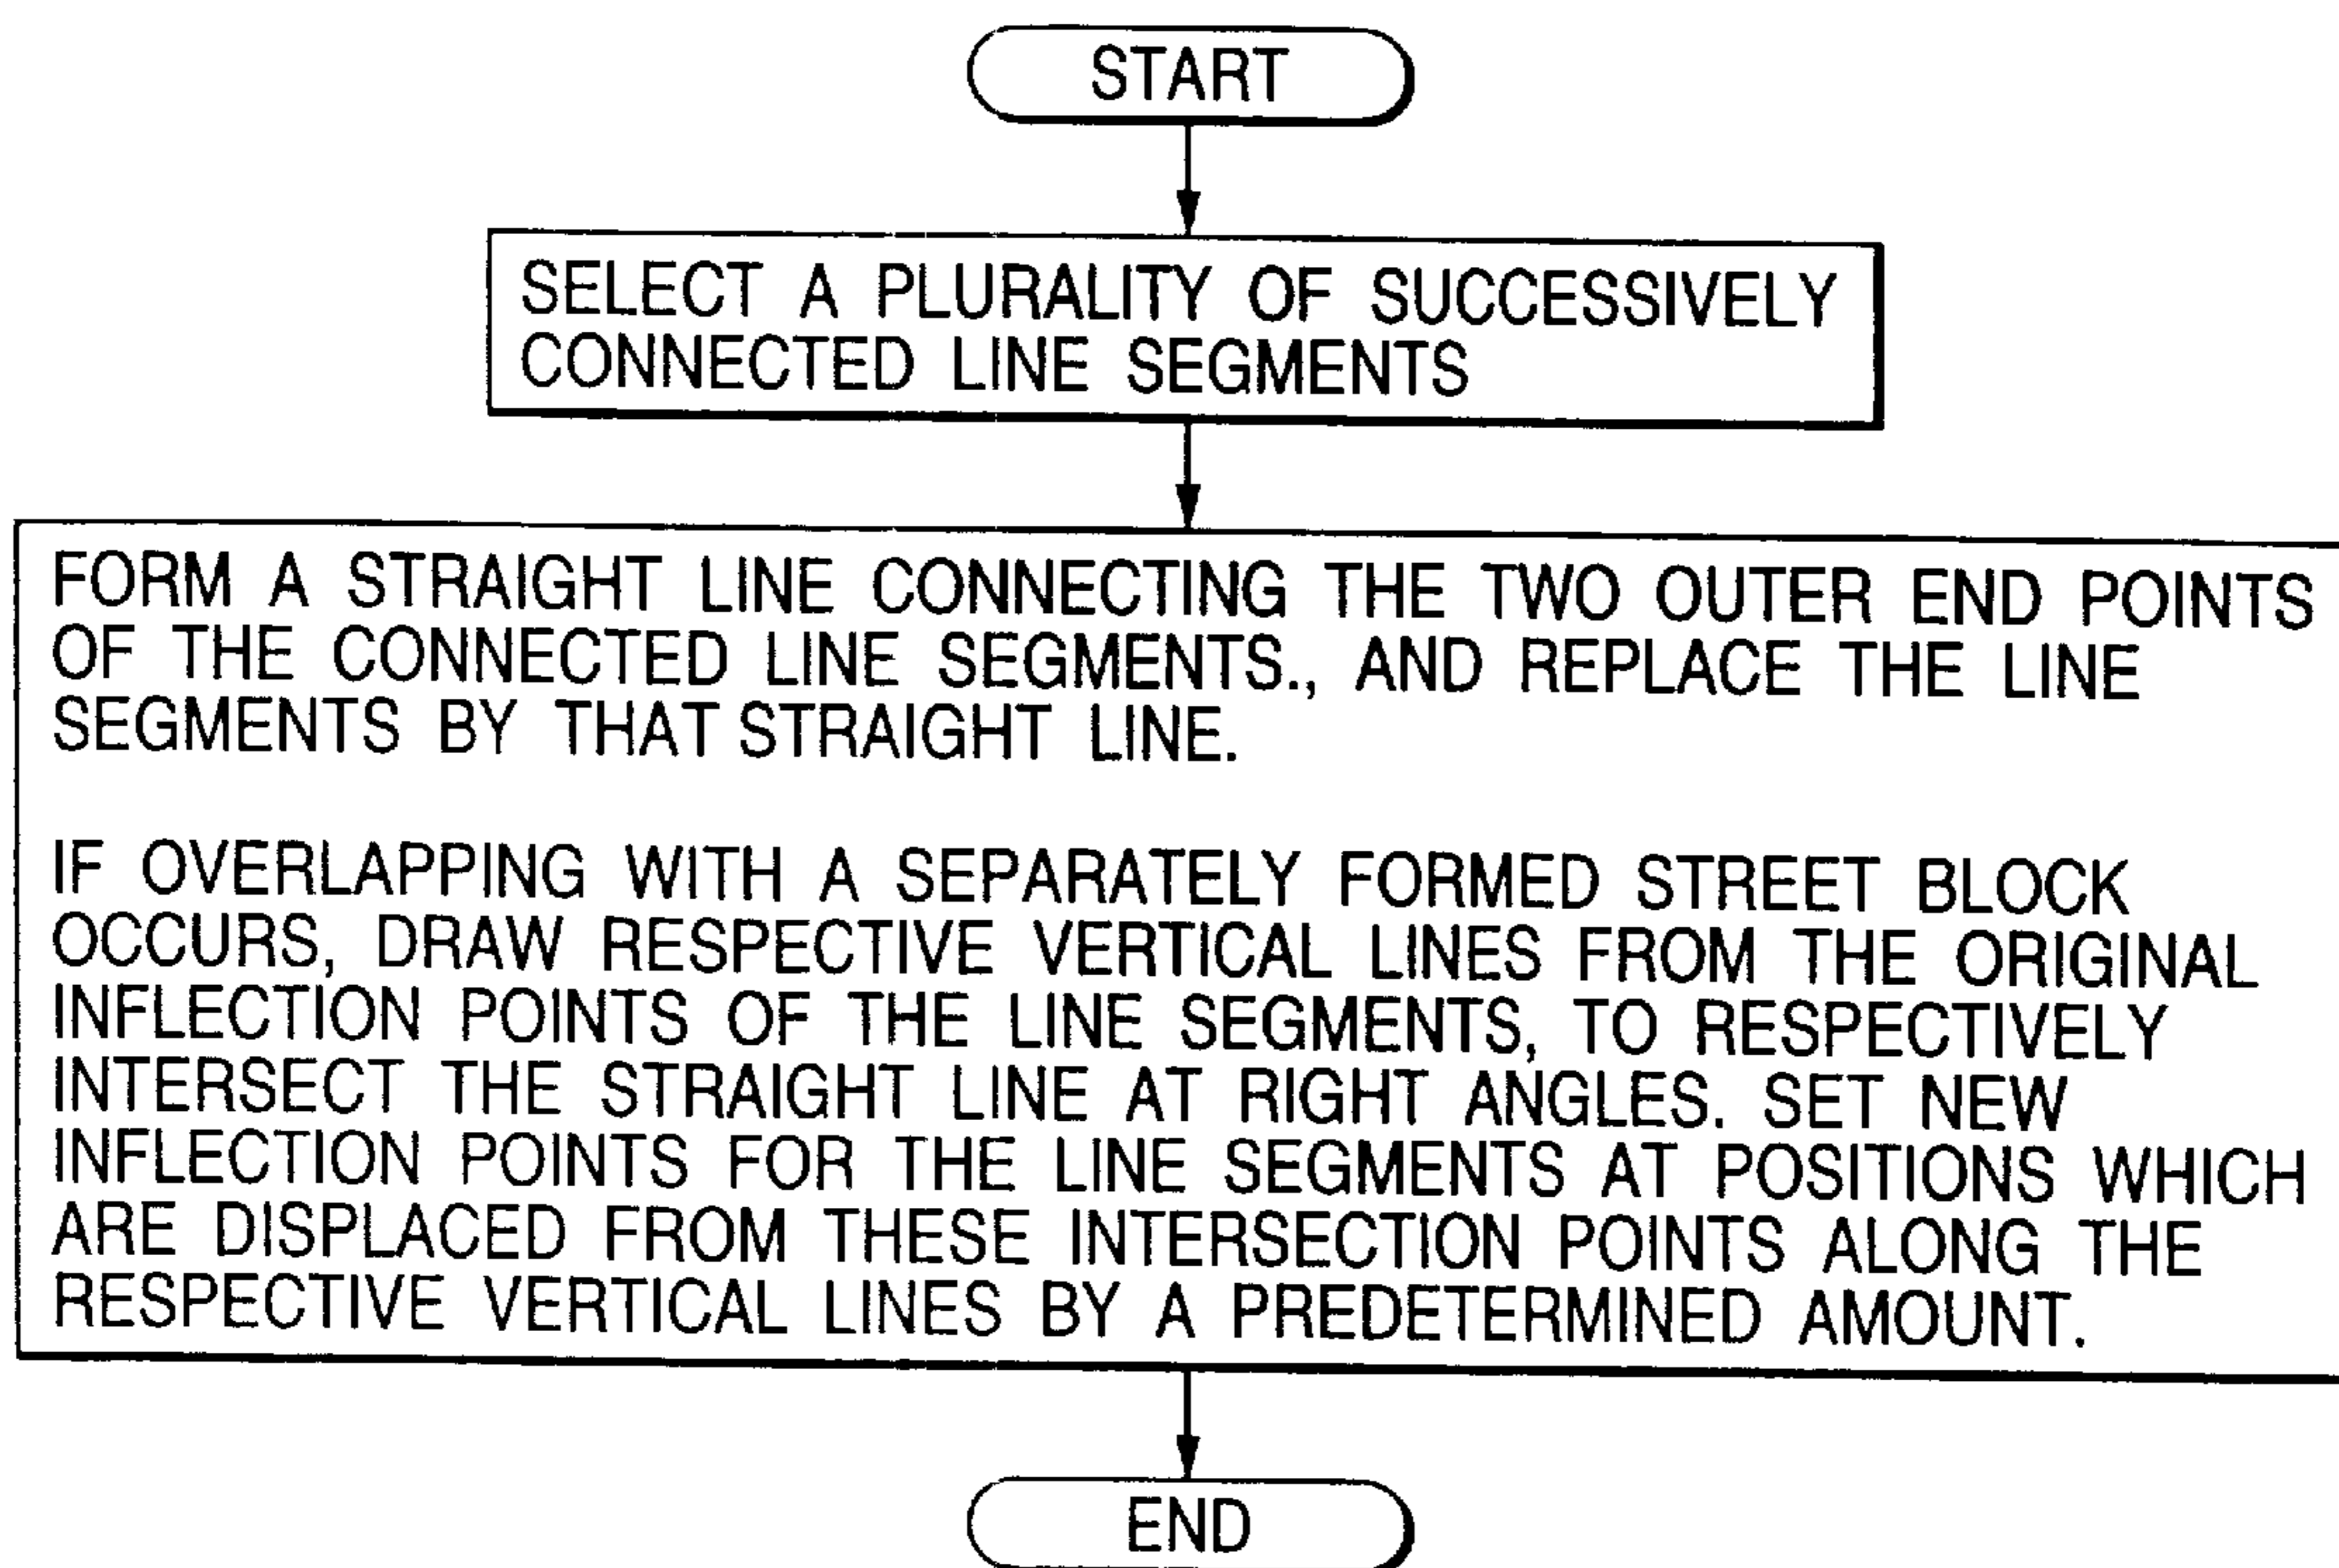 START
SELECT A PLURALITY OF SUCCESSIVELY
CONNECTED LINE SEGMENTS
FORM A STRAIGHT LINE CONNECTING THE TWO OUTER END POINTS
OF THE CONNECTED LINE SEGMENTS., AND REPLACE THE LINE
SEGMENTS BY THAT STRAIGHT LINE.
IF OVERLAPPING WITH A SEPARATELY FORMED STREET BLOCK
OCCURS, DRAW RESPECTIVE VERTICAL LINES FROM THE ORIGINAL
INFLECTION POINTS OF THE LINE SEGMENTS, TO RESPECTIVELY
INTERSECT THE STRAIGHT LINE AT RIGHT ANGLES. SET NEW
INFLECTION POINTS FOR THE LINE SEGMENTS AT POSITIONS WHICH
ARE DISPLACED FROM THESE INTERSECTION POINTS ALONG THE
RESPECTIVE VERTICAL LINES BY A PREDETERMINED AMOUNT.
END